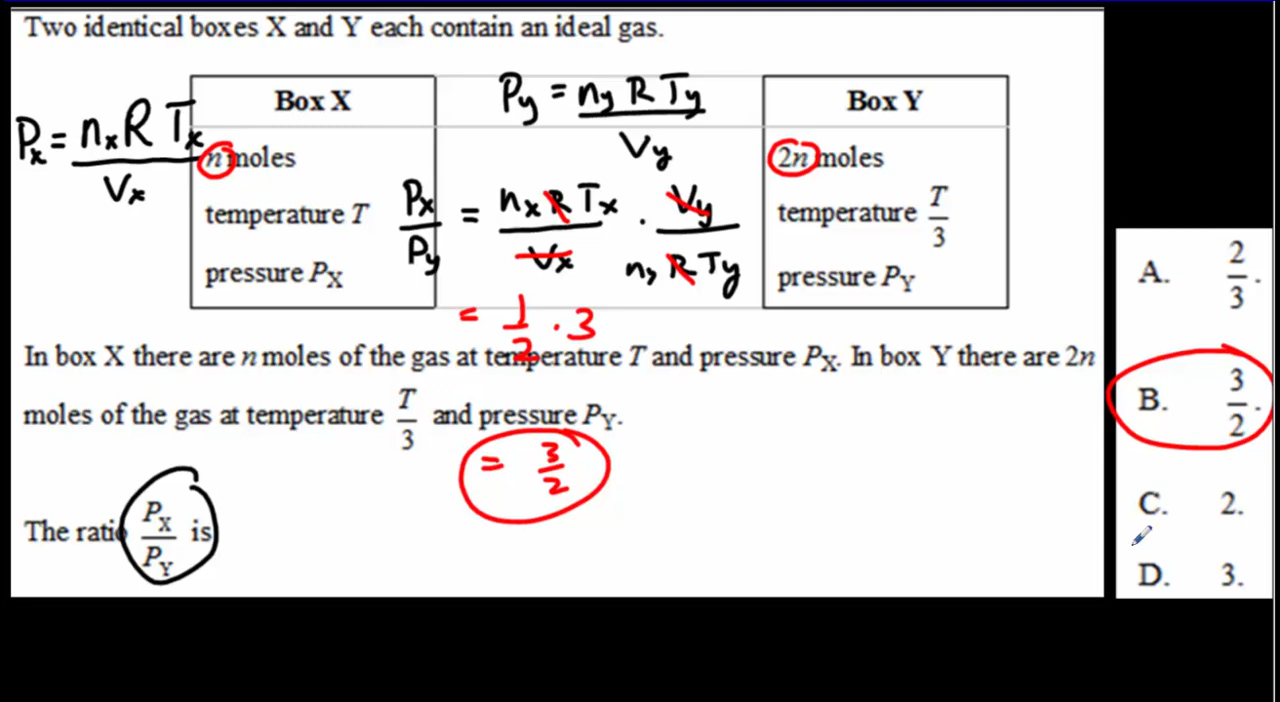 Two identical boxes X and Y each contain an ideal gas.
Box X
n moles
temperature T
pressure PX
Px = nx R Tx / Vx
Py = ny R Ty / Vy
Px / Py = nx R Tx / Vx · Vy / ny R Ty
= 1/2 · 3
Box Y
2n moles
temperature T/3
pressure PY
In box X there are n moles of the gas at temperature T and pressure PX. In box Y there are 2n
moles of the gas at temperature T/3 and pressure PY.
= 3/2
The ratio PX/PY is
A. 2/3.
B. 3/2.
C. 2.
D. 3.